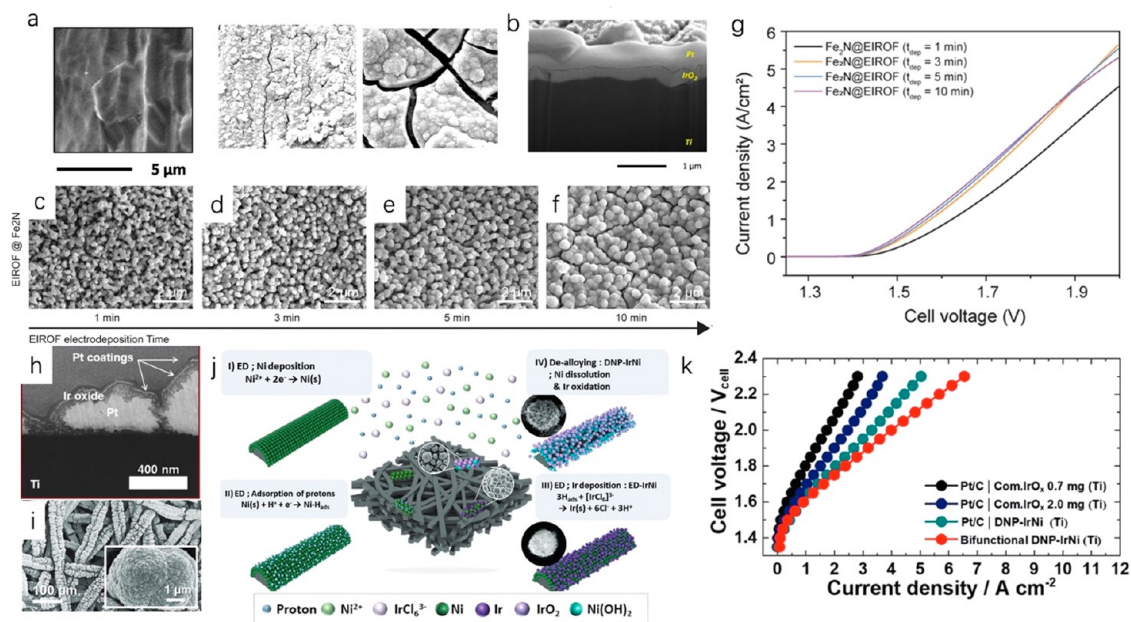 a
5 µm
b
Pt
IrO₂
Ti
1 µm
g
Current density (A/cm²)
6
5
4
3
2
1
0
Fe₂N@EIROF (t_dep = 1 min)
Fe₂N@EIROF (t_dep = 3 min)
Fe₂N@EIROF (t_dep = 5 min)
Fe₂N@EIROF (t_dep = 10 min)
1.3 1.5 1.7 1.9
Cell voltage (V)
EIROF @ Fe2N
c
2 µm
d
2 µm
e
2 µm
f
2 µm
1 min 3 min 5 min 10 min
EIROF electrodeposition Time
h
Pt coatings
Ir oxide
Pt
Ti
400 nm
i
100 µm
1 µm
j
I) ED ; Ni deposition
Ni²⁺ + 2e⁻ → Ni(s)
IV) De-alloying : DNP-IrNi
; Ni dissolution
& Ir oxidation
II) ED ; Adsorption of protons
Ni(s) + H⁺ + e⁻ → Ni-H_ads
III) ED ; Ir deposition : ED-IrNi
3H_ads + [IrCl₆]³⁻
→ Ir(s) + 6Cl⁻ + 3H⁺
Proton Ni²⁺ IrCl₆³⁻ Ni Ir IrO₂ Ni(OH)₂
k
Cell voltage / V_cell
2.4
2.2
2.0
1.8
1.6
1.4
Pt/C | Com.IrOₓ 0.7 mg (Ti)
Pt/C | Com.IrOₓ 2.0 mg (Ti)
Pt/C | DNP-IrNi (Ti)
Bifunctional DNP-IrNi (Ti)
0 1 2 3 4 5 6 7 8 9 10 11 12
Current density / A cm⁻²